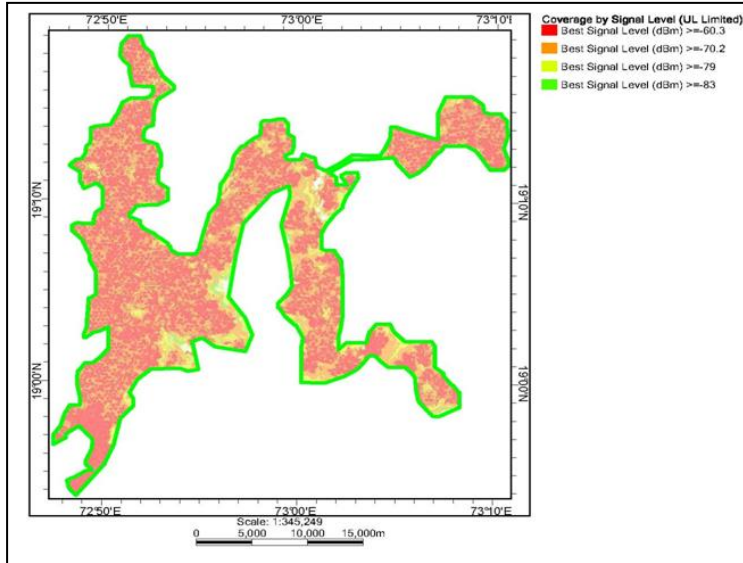 Coverage by Signal Level (UL Limited)
Best Signal Level (dBm) >=-60.3
Best Signal Level (dBm) >=-70.2
Best Signal Level (dBm) >=-79
Best Signal Level (dBm) >=-83
72°50'E 73°00'E 73°10'E
19°10'N 19°10'N
19°00'N 19°00'N
72°50'E 73°00'E 73°10'E
Scale: 1:345,249
0 5,000 10,000 15,000m